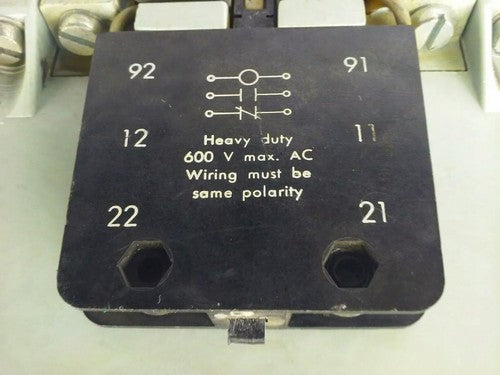 92 91
12 11
Heavy duty
600 V max. AC
Wiring must be
same polarity
22 21